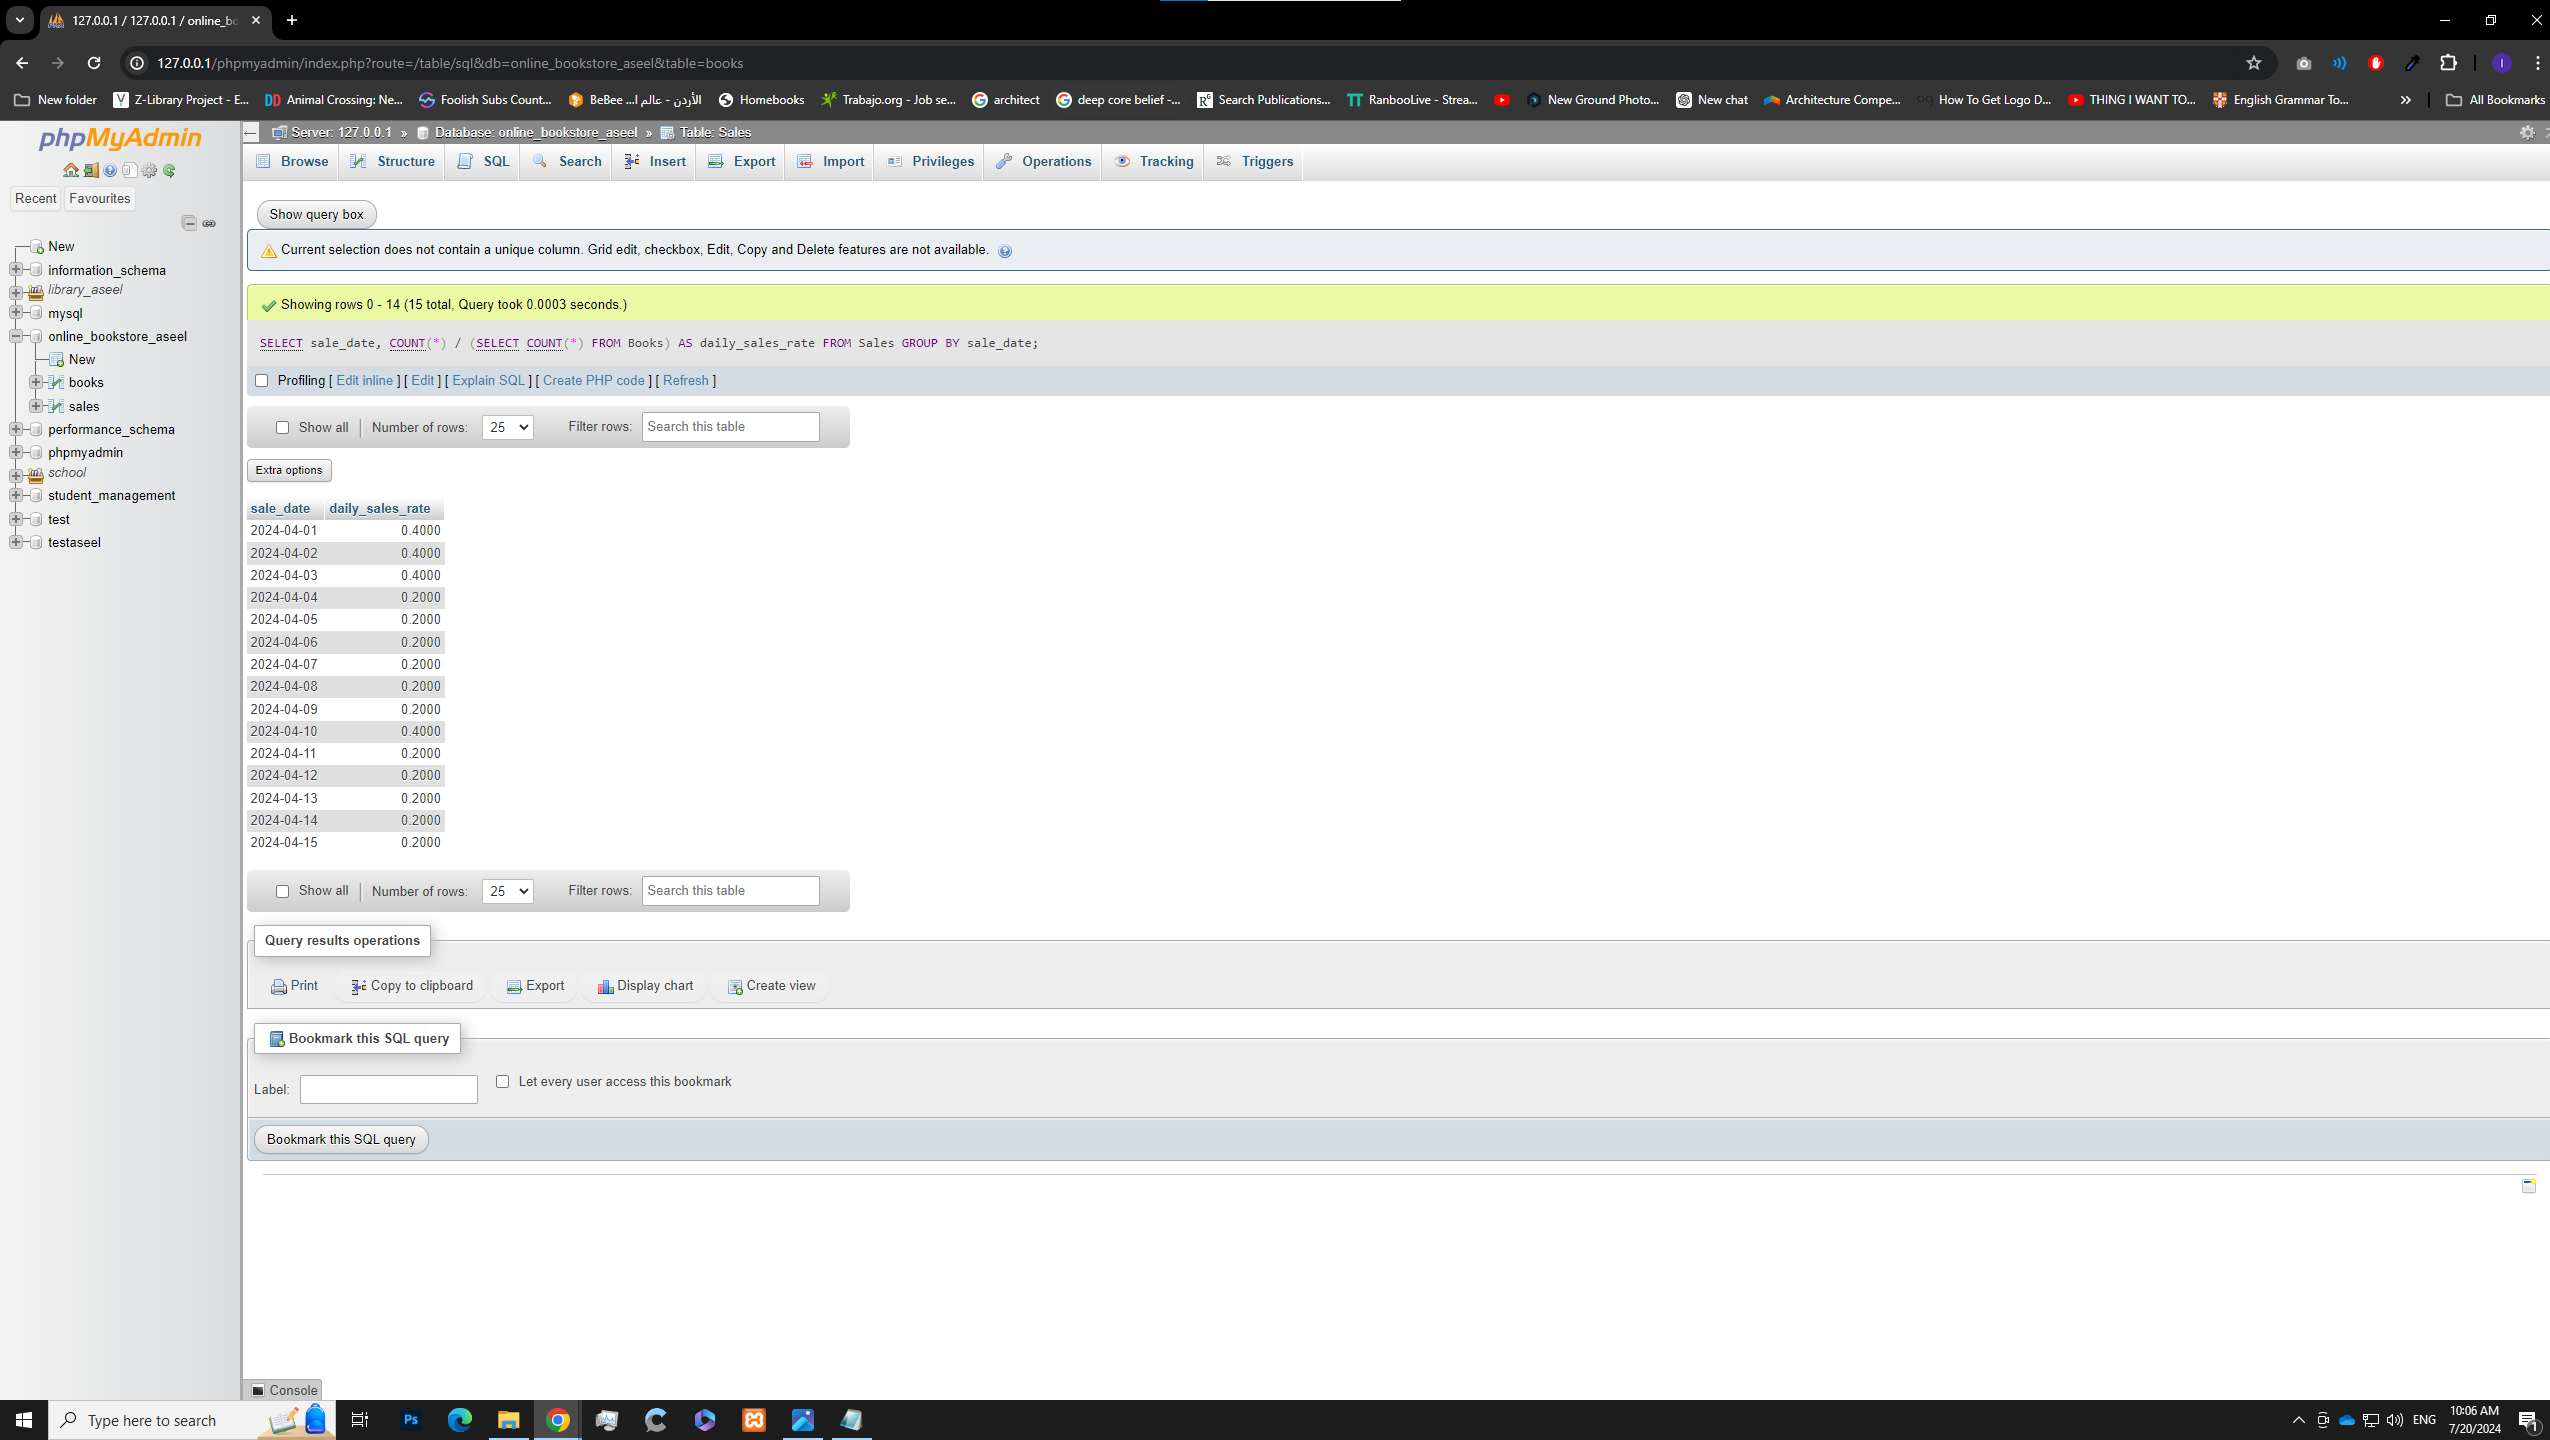 127.0.0.1 / 127.0.0.1 / online_bo
127.0.0.1/phpmyadmin/index.php?route=/table/sql&db=online_bookstore_aseel&table=books
New folder Z-Library Project - E... Animal Crossing: Ne... Foolish Subs Count... BeBee الأردن - عالم ا... Homebooks Trabajo.org - Job se... architect deep core belief -... Search Publications... RanbooLive - Strea... New Ground Photo... New chat Architecture Compe... How To Get Logo D... THING I WANT TO... English Grammar To... » All Bookmarks
phpMyAdmin
Recent Favourites
New
information_schema
library_aseel
mysql
online_bookstore_aseel
New
books
sales
performance_schema
phpmyadmin
school
student_management
test
testaseel
Server: 127.0.0.1 » Database: online_bookstore_aseel » Table: Sales
Browse Structure SQL Search Insert Export Import Privileges Operations Tracking Triggers
Show query box
Current selection does not contain a unique column. Grid edit, checkbox, Edit, Copy and Delete features are not available.
Showing rows 0 - 14 (15 total, Query took 0.0003 seconds.)
SELECT sale_date, COUNT(*) / (SELECT COUNT(*) FROM Books) AS daily_sales_rate FROM Sales GROUP BY sale_date;
Profiling [ Edit inline ] [ Edit ] [ Explain SQL ] [ Create PHP code ] [ Refresh ]
Show all Number of rows: 25 Filter rows: Search this table
Extra options
sale_date daily_sales_rate
2024-04-01 0.4000
2024-04-02 0.4000
2024-04-03 0.4000
2024-04-04 0.2000
2024-04-05 0.2000
2024-04-06 0.2000
2024-04-07 0.2000
2024-04-08 0.2000
2024-04-09 0.2000
2024-04-10 0.4000
2024-04-11 0.2000
2024-04-12 0.2000
2024-04-13 0.2000
2024-04-14 0.2000
2024-04-15 0.2000
Show all Number of rows: 25 Filter rows: Search this table
Query results operations
Print Copy to clipboard Export Display chart Create view
Bookmark this SQL query
Label: Let every user access this bookmark
Bookmark this SQL query
Console
Type here to search
ENG
10:06 AM
7/20/2024
1